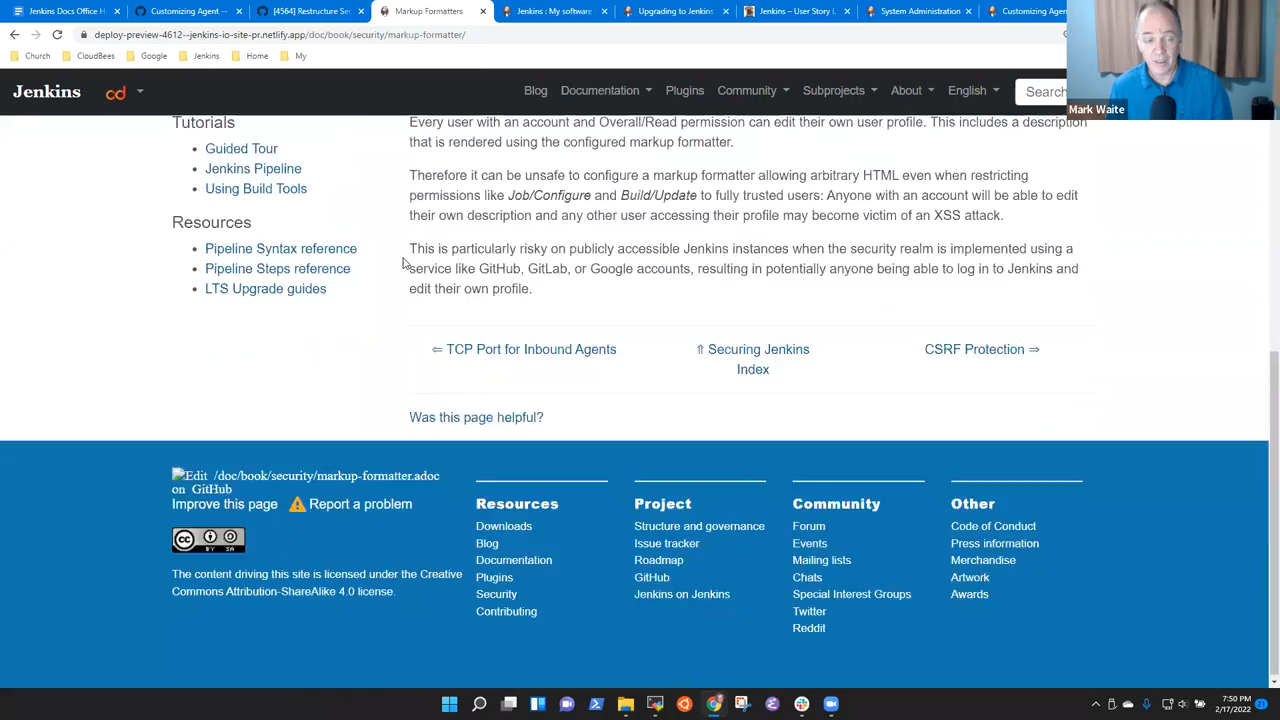 Jenkins Docs Office H
Customizing Agent --
[4564] Restructure Sec
Markup Formatters
Jenkins : My software
Upgrading to Jenkins
Jenkins – User Story L
System Administration
Customizing Agen
deploy-preview-4612--jenkins-io-site-pr.netlify.app/doc/book/security/markup-formatter/
Church
CloudBees
Google
Jenkins
Home
My
Mark Waite
Jenkins
cd
Blog
Documentation
Plugins
Community
Subprojects
About
English
Search
Tutorials
• Guided Tour
• Jenkins Pipeline
• Using Build Tools
Resources
• Pipeline Syntax reference
• Pipeline Steps reference
• LTS Upgrade guides
Every user with an account and Overall/Read permission can edit their own user profile. This includes a description
that is rendered using the configured markup formatter.
Therefore it can be unsafe to configure a markup formatter allowing arbitrary HTML even when restricting
permissions like Job/Configure and Build/Update to fully trusted users: Anyone with an account will be able to edit
their own description and any other user accessing their profile may become victim of an XSS attack.
This is particularly risky on publicly accessible Jenkins instances when the security realm is implemented using a
service like GitHub, GitLab, or Google accounts, resulting in potentially anyone being able to log in to Jenkins and
edit their own profile.
⇐ TCP Port for Inbound Agents
⇑ Securing Jenkins
Index
CSRF Protection ⇒
Was this page helpful?
Edit /doc/book/security/markup-formatter.adoc
on GitHub
Improve this page
Report a problem
BY SA
The content driving this site is licensed under the Creative
Commons Attribution-ShareAlike 4.0 license.
Resources
Downloads
Blog
Documentation
Plugins
Security
Contributing
Project
Structure and governance
Issue tracker
Roadmap
GitHub
Jenkins on Jenkins
Community
Forum
Events
Mailing lists
Chats
Special Interest Groups
Twitter
Reddit
Other
Code of Conduct
Press information
Merchandise
Artwork
Awards
7:50 PM
2/17/2022